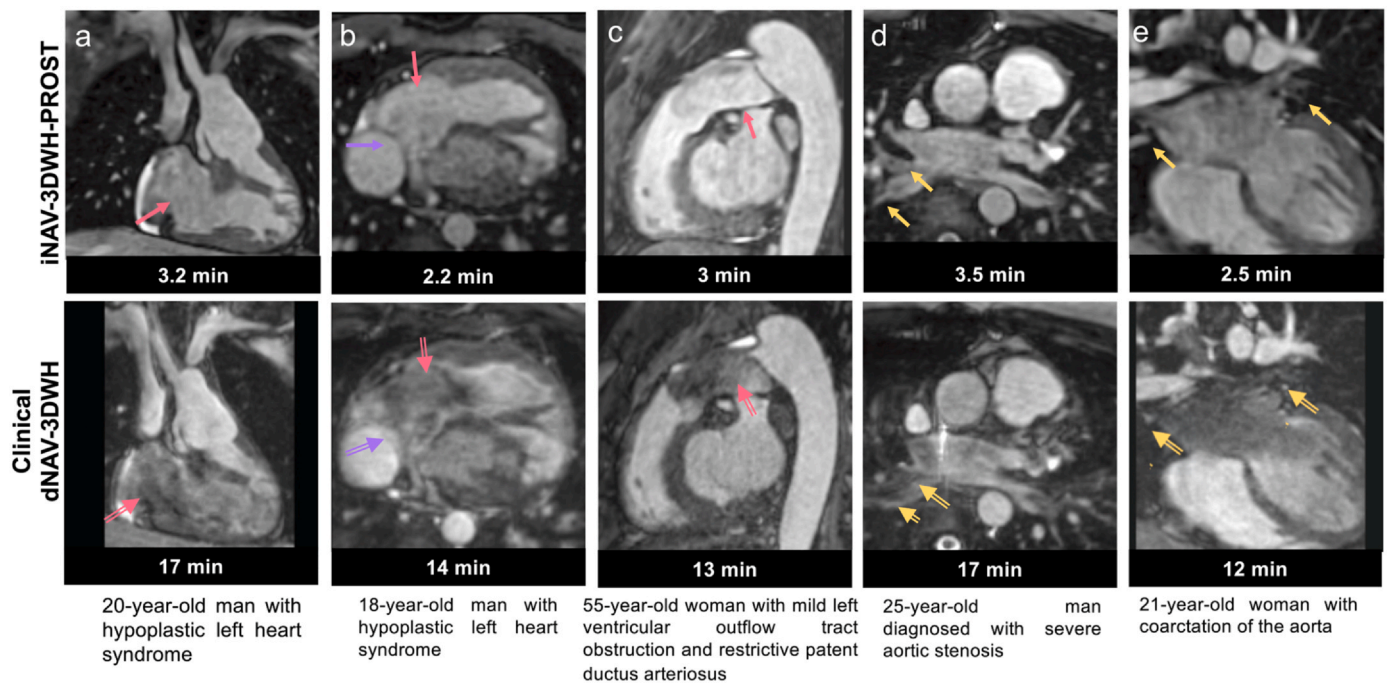 iNAV-3DWH-PROST
a
b
c
d
e
3.2 min
2.2 min
3 min
3.5 min
2.5 min
Clinical
dNAV-3DWH
17 min
14 min
13 min
17 min
12 min
20-year-old man with
hypoplastic left heart
syndrome
18-year-old man with
hypoplastic left heart
syndrome
55-year-old woman with mild left
ventricular outflow tract
obstruction and restrictive patent
ductus arteriosus
25-year-old man
diagnosed with severe
aortic stenosis
21-year-old woman with
coarctation of the aorta